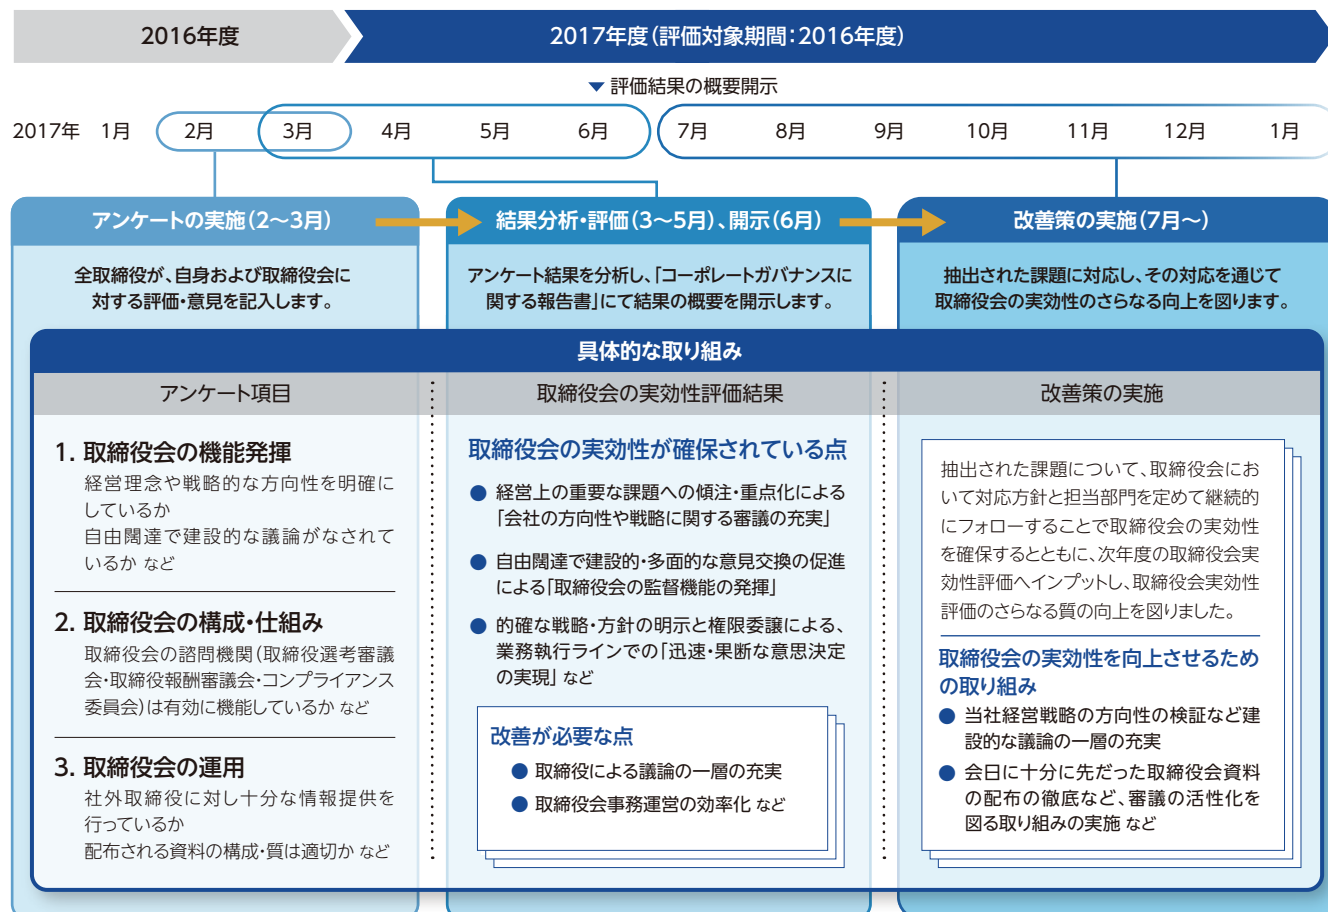 2016年度
2017年度(評価対象期間:2016年度)
▼ 評価結果の概要開示
2017年 1月 2月 3月 4月 5月 6月 7月 8月 9月 10月 11月 12月 1月
アンケートの実施(2〜3月)
全取締役が、自身および取締役会に
対する評価・意見を記入します。
結果分析・評価(3〜5月)、開示(6月)
アンケート結果を分析し、「コーポレートガバナンスに
関する報告書」にて結果の概要を開示します。
改善策の実施(7月〜)
抽出された課題に対応し、その対応を通じて
取締役会の実効性のさらなる向上を図ります。
具体的な取り組み
アンケート項目
1. 取締役会の機能発揮
経営理念や戦略的な方向性を明確に
しているか
自由闊達で建設的な議論がなされて
いるか など
2. 取締役会の構成・仕組み
取締役会の諮問機関(取締役選考審議
会・取締役報酬審議会・コンプライアンス
委員会)は有効に機能しているか など
3. 取締役会の運用
社外取締役に対し十分な情報提供を
行っているか
配布される資料の構成・質は適切か など
取締役会の実効性評価結果
取締役会の実効性が確保されている点
● 経営上の重要な課題への傾注・重点化による
「会社の方向性や戦略に関する審議の充実」
● 自由闊達で建設的・多面的な意見交換の促進
による「取締役会の監督機能の発揮」
● 的確な戦略・方針の明示と権限委譲による、
業務執行ラインでの「迅速・果断な意思決定
の実現」 など
改善が必要な点
● 取締役による議論の一層の充実
● 取締役会事務運営の効率化 など
改善策の実施
抽出された課題について、取締役会にお
いて対応方針と担当部門を定めて継続的
にフォローすることで取締役会の実効性
を確保するとともに、次年度の取締役会実
効性評価へインプットし、取締役会実効性
評価のさらなる質の向上を図りました。
取締役会の実効性を向上させるため
の取り組み
● 当社経営戦略の方向性の検証など建
設的な議論の一層の充実
● 会日に十分に先だった取締役会資料
の配布の徹底など、審議の活性化を
図る取り組みの実施 など